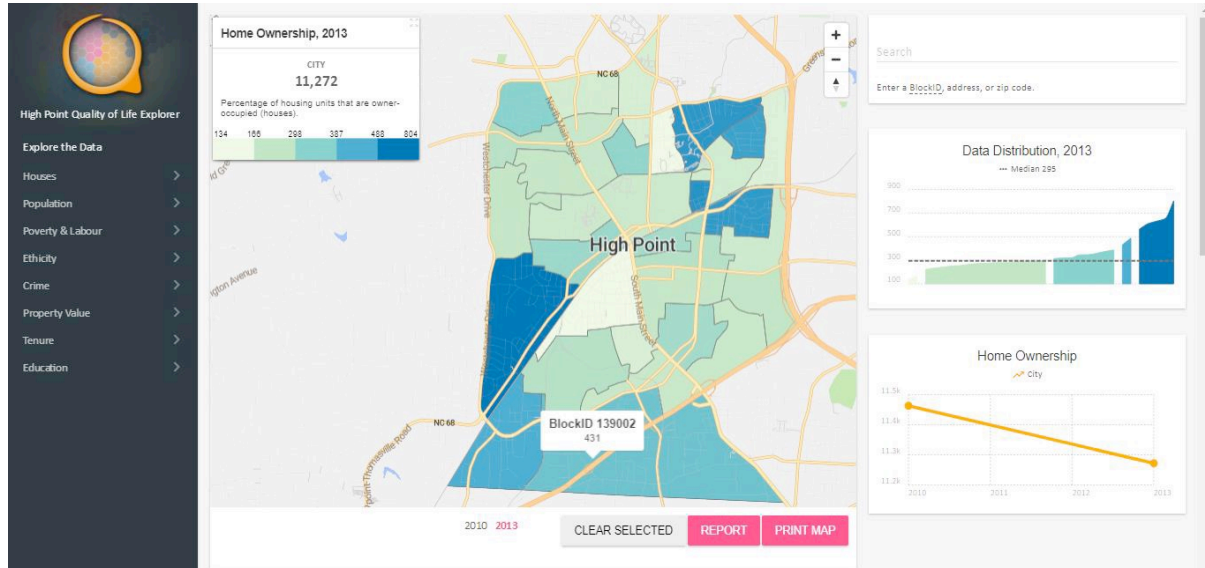 High Point Quality of Life Explorer
Explore the Data
Houses
Population
Poverty & Labour
Ethicity
Crime
Property Value
Tenure
Education
Home Ownership, 2013
CITY
11,272
Percentage of housing units that are owner-
occupied (houses).
134 166 298 387 488 804
NC 68
North Main Street
Westchester Drive
High Point
South Main Street
ington Avenue
NC 68
point Thomasville Road
BlockID 139002
431
+
−
2010 2013
CLEAR SELECTED
REPORT
PRINT MAP
Search
Enter a BlockID, address, or zip code.
Data Distribution, 2013
Median 295
900
700
500
300
100
Home Ownership
City
11.5k
11.4k
11.3k
11.2k
2010 2011 2012 2013